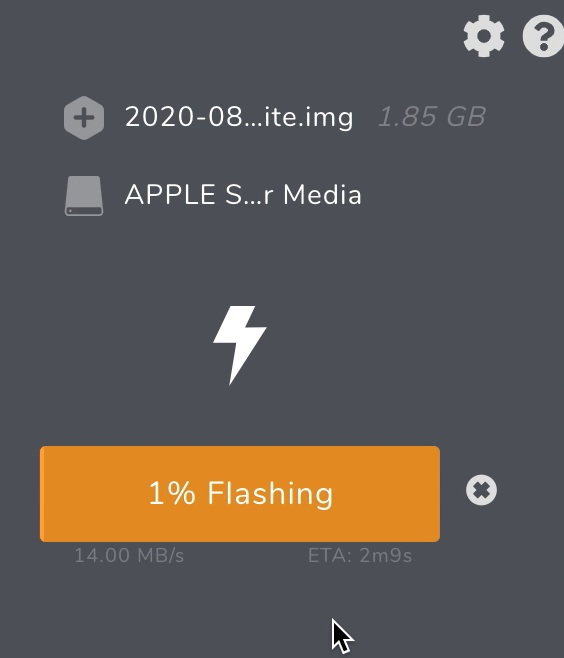 2020-08...ite.img 1.85 GB
APPLE S...r Media
1% Flashing
14.00 MB/s ETA: 2m9s